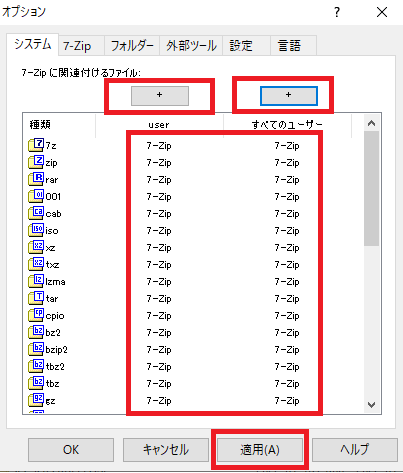 オプション
システム 7-Zip フォルダー 外部ツール 設定 言語
7-Zip に関連付けるファイル:
+ +
種類 user すべてのユーザー
7z 7-Zip 7-Zip
zip 7-Zip 7-Zip
rar 7-Zip 7-Zip
001 7-Zip 7-Zip
cab 7-Zip 7-Zip
iso 7-Zip 7-Zip
xz 7-Zip 7-Zip
txz 7-Zip 7-Zip
lzma 7-Zip 7-Zip
tar 7-Zip 7-Zip
cpio 7-Zip 7-Zip
bz2 7-Zip 7-Zip
bzip2 7-Zip 7-Zip
tbz2 7-Zip 7-Zip
tbz 7-Zip 7-Zip
gz 7-Zip 7-Zip
OK キャンセル 適用(A) ヘルプ